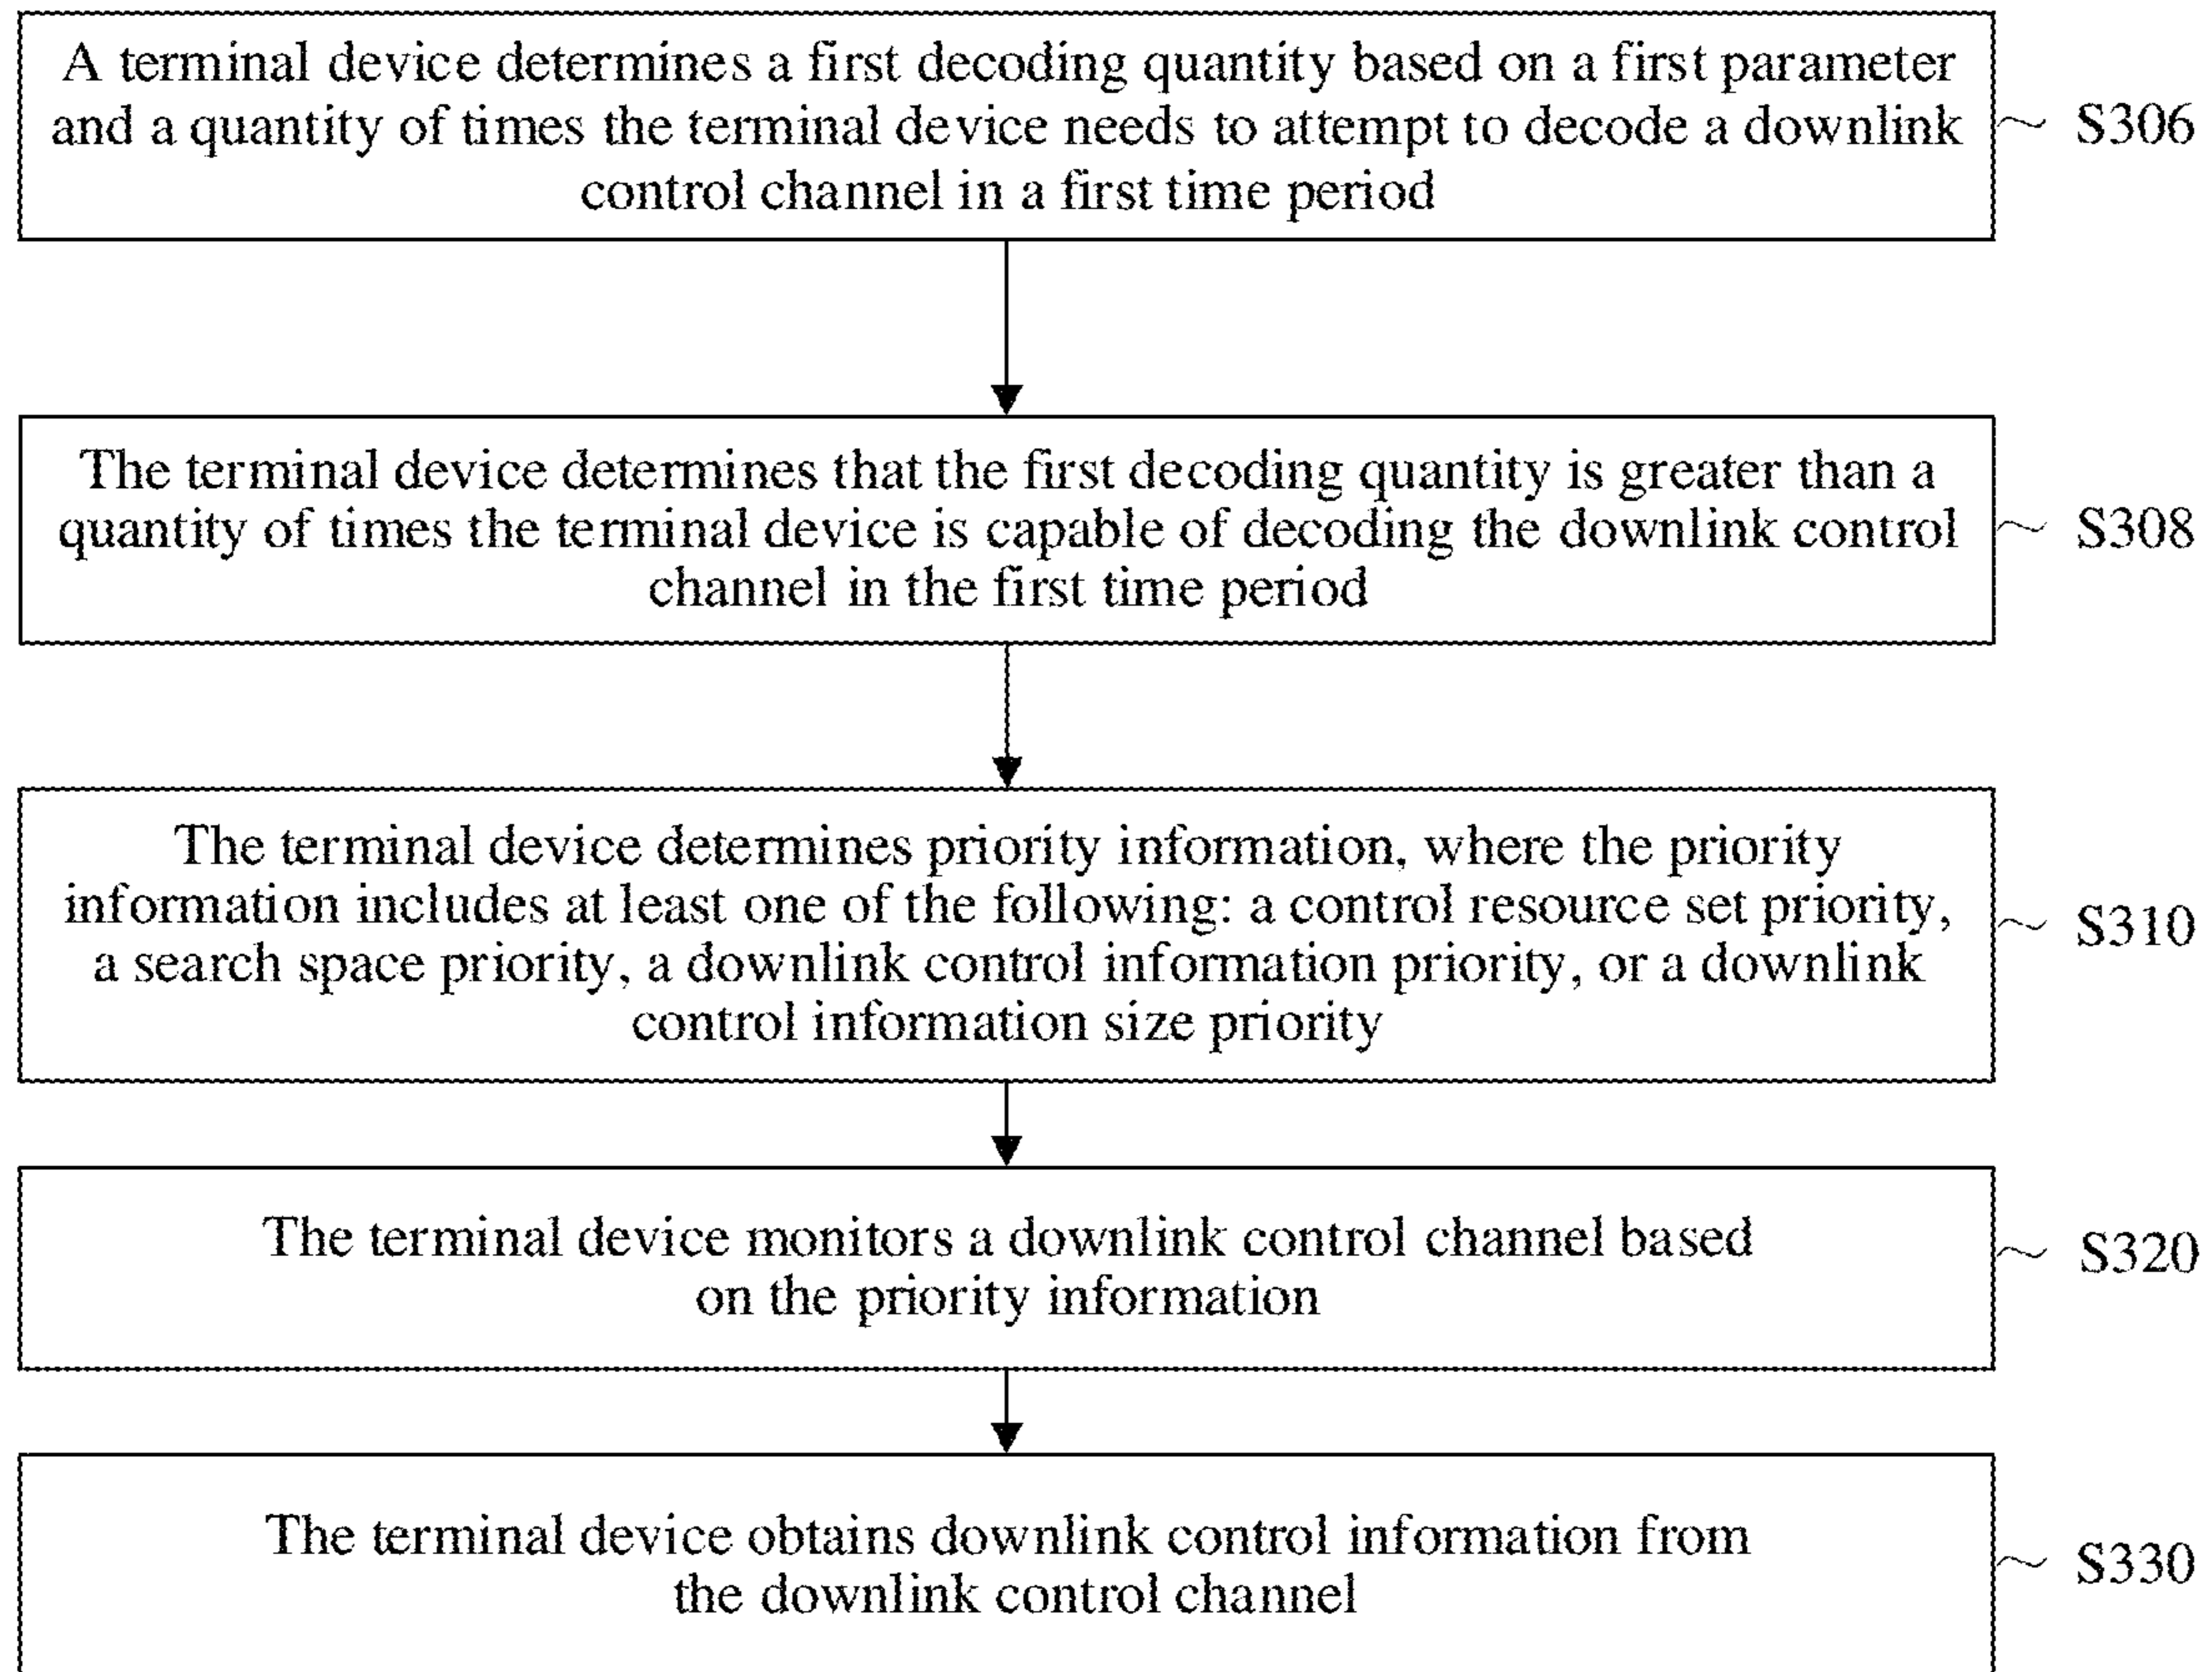 A terminal device determines a first decoding quantity based on a first parameter
and a quantity of times the terminal device needs to attempt to decode a downlink
control channel in a first time period
S306
The terminal device determines that the first decoding quantity is greater than a
quantity of times the terminal device is capable of decoding the downlink control
channel in the first time period
S308
The terminal device determines priority information, where the priority
information includes at least one of the following: a control resource set priority,
a search space priority, a downlink control information priority, or a downlink
control information size priority
S310
The terminal device monitors a downlink control channel based
on the priority information
S320
The terminal device obtains downlink control information from
the downlink control channel
S330